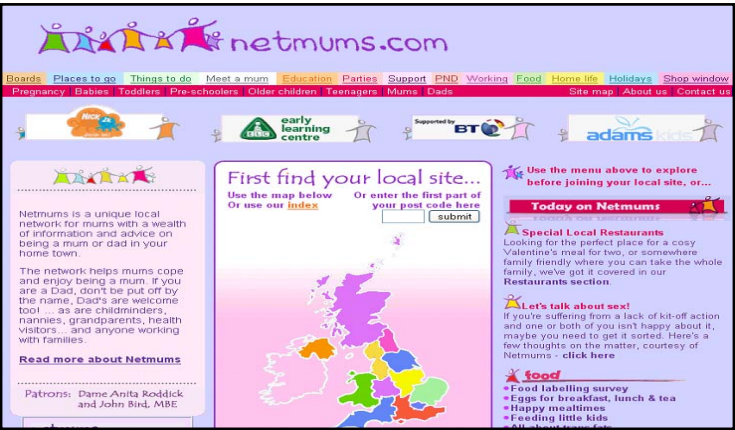 netmums.com
Boards Places to go Things to do Meet a mum Education Parties Support PND Working Food Home life Holidays Shop window
Pregnancy Babies Toddlers Pre-schoolers Older children Teenagers Mums Dads Site map About us Contact us
NICK Jr.
ELC early learning centre
Supported by BT
adams kids
Netmums is a unique local
network for mums with a wealth
of information and advice on
being a mum or dad in your
home town.
The network helps mums cope
and enjoy being a mum. If you
are a Dad, don't be put off by
the name, Dad's are welcome
too! ... as are childminders,
nannies, grandparents, health
visitors... and anyone working
with families.
Read more about Netmums
Patrons: Dame Anita Roddick
and John Bird, MBE
First find your local site...
Use the map below
Or use our index
Or enter the first part of
your post code here
submit
Use the menu above to explore
before joining your local site, or...
Today on Netmums
Special Local Restaurants
Looking for the perfect place for a cosy
Valentine's meal for two, or somewhere
family friendly where you can take the whole
family, we've got it covered in our
Restaurants section.
Let's talk about sex!
If you're suffering from a lack of kit-off action
and one or both of you isn't happy about it,
maybe you need to get it sorted. Here's a
few thoughts on the matter, courtesy of
Netmums - click here
food
Food labelling survey
Eggs for breakfast, lunch & tea
Happy mealtimes
Feeding little kids
All about trans fats